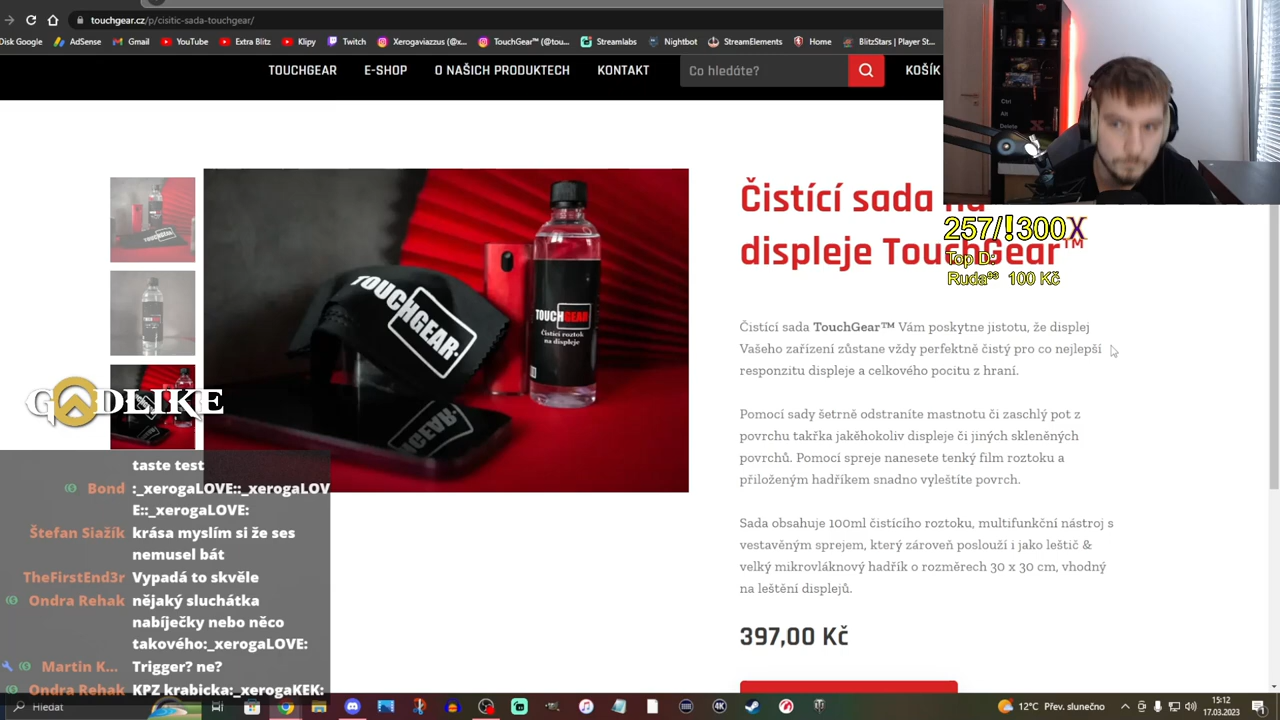 touchgear.cz/p/cisitic-sada-touchgear/
Disk Google
AdSense
Gmail
YouTube
Extra Blitz
Klipy
Twitch
Xerogaviazzus (@x...
TouchGear™ (@tou...
Streamlabs
Nightbot
StreamElements
Home
BlitzStars | Player St...
TOUCHGEAR
E-SHOP
O NAŠICH PRODUKTECH
KONTAKT
Co hledáte?
KOŠÍK
Ctrl
Alt
Delete
Čistící sada na
displeje TouchGear™
257/!300X
Top D:
Ruda⁹³ 100 Kč
TOUCHGEAR.
TOUCHGEAR
Čistící roztok
na displeje
Čistící sada TouchGear™ Vám poskytne jistotu, že displej
Vašeho zařízení zůstane vždy perfektně čistý pro co nejlepší
responzitu displeje a celkového pocitu z hraní.
Pomocí sady šetrně odstraníte mastnotu či zaschlý pot z
povrchu takřka jakěhokoliv displeje či jiných skleněných
povrchů. Pomocí spreje nanesete tenký film roztoku a
přiloženým hadříkem snadno vyleštíte povrch.
Sada obsahuje 100ml čistícího roztoku, multifunkční nástroj s
vestavěným sprejem, který zároveň poslouží i jako leštič &
velký mikrovláknový hadřík o rozměrech 30 x 30 cm, vhodný
na leštění displejů.
397,00 Kč
GODLIKE
taste test
Bond :_xerogaLOVE::_xerogaLOV
E::_xerogaLOVE:
Štefan Siažík krása myslím si že ses
nemusel bát
TheFirstEnd3r Vypadá to skvěle
Ondra Rehak nějaký sluchátka
nabíječky nebo něco
takového:_xerogaLOVE:
Martin K... Trigger? ne?
Ondra Rehak KPZ krabicka:_xerogaKEK:
Hledat
12°C Převž. slunečno
15:12
17.03.2023